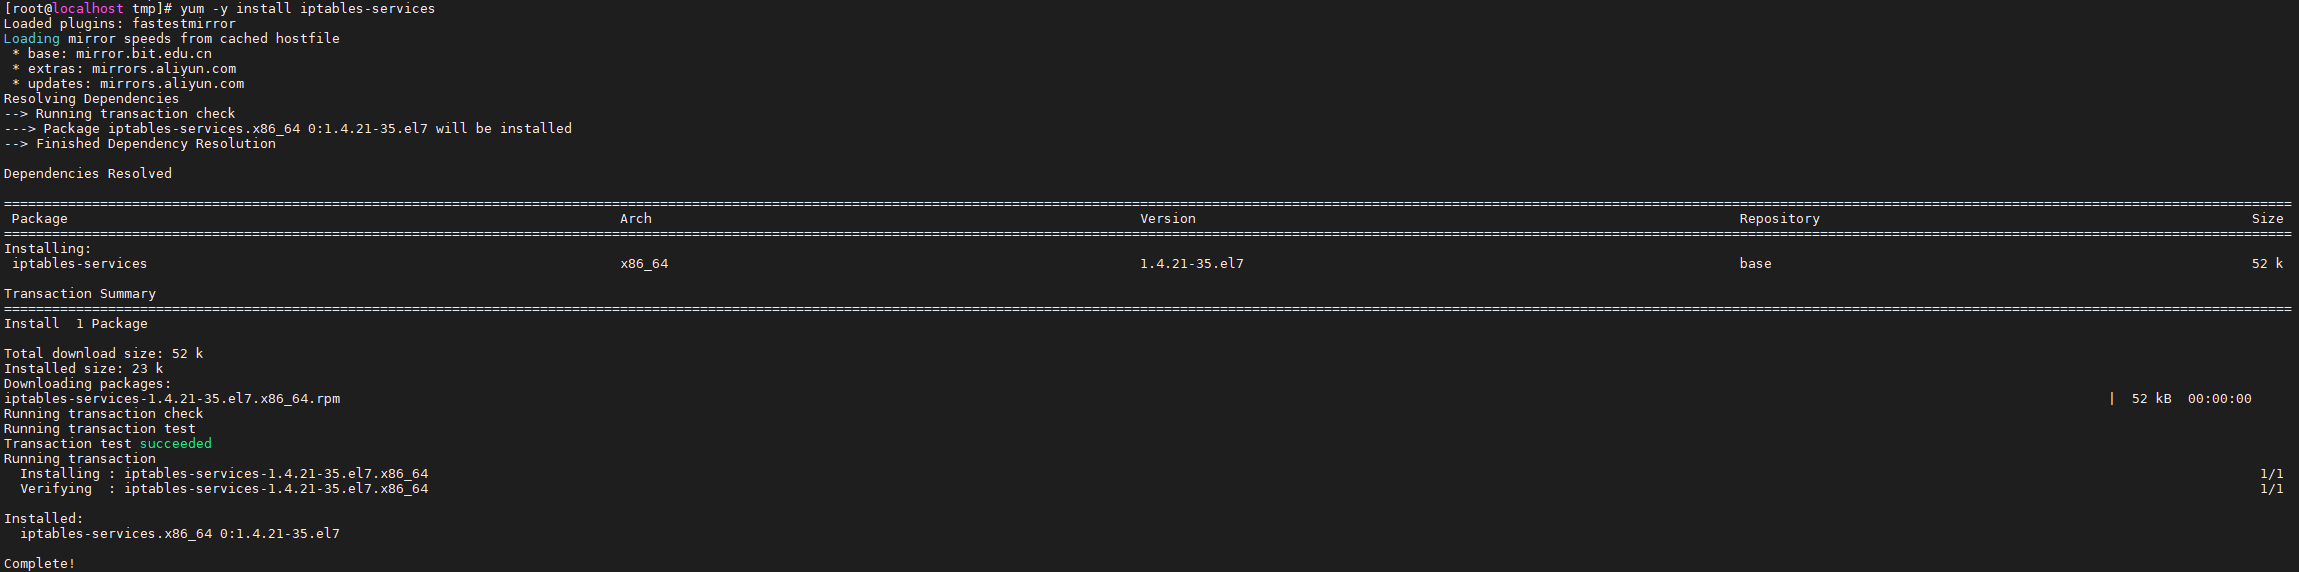 [root@localhost tmp]# yum -y install iptables-services
Loaded plugins: fastestmirror
Loading mirror speeds from cached hostfile
 * base: mirror.bit.edu.cn
 * extras: mirrors.aliyun.com
 * updates: mirrors.aliyun.com
Resolving Dependencies
--> Running transaction check
---> Package iptables-services.x86_64 0:1.4.21-35.el7 will be installed
--> Finished Dependency Resolution
Dependencies Resolved
Package Arch Version Repository Size
Installing:
 iptables-services x86_64 1.4.21-35.el7 base 52 k
Transaction Summary
Install  1 Package
Total download size: 52 k
Installed size: 23 k
Downloading packages:
iptables-services-1.4.21-35.el7.x86_64.rpm | 52 kB 00:00:00
Running transaction check
Running transaction test
Transaction test succeeded
Running transaction
  Installing : iptables-services-1.4.21-35.el7.x86_64 1/1
  Verifying  : iptables-services-1.4.21-35.el7.x86_64 1/1
Installed:
  iptables-services.x86_64 0:1.4.21-35.el7
Complete!